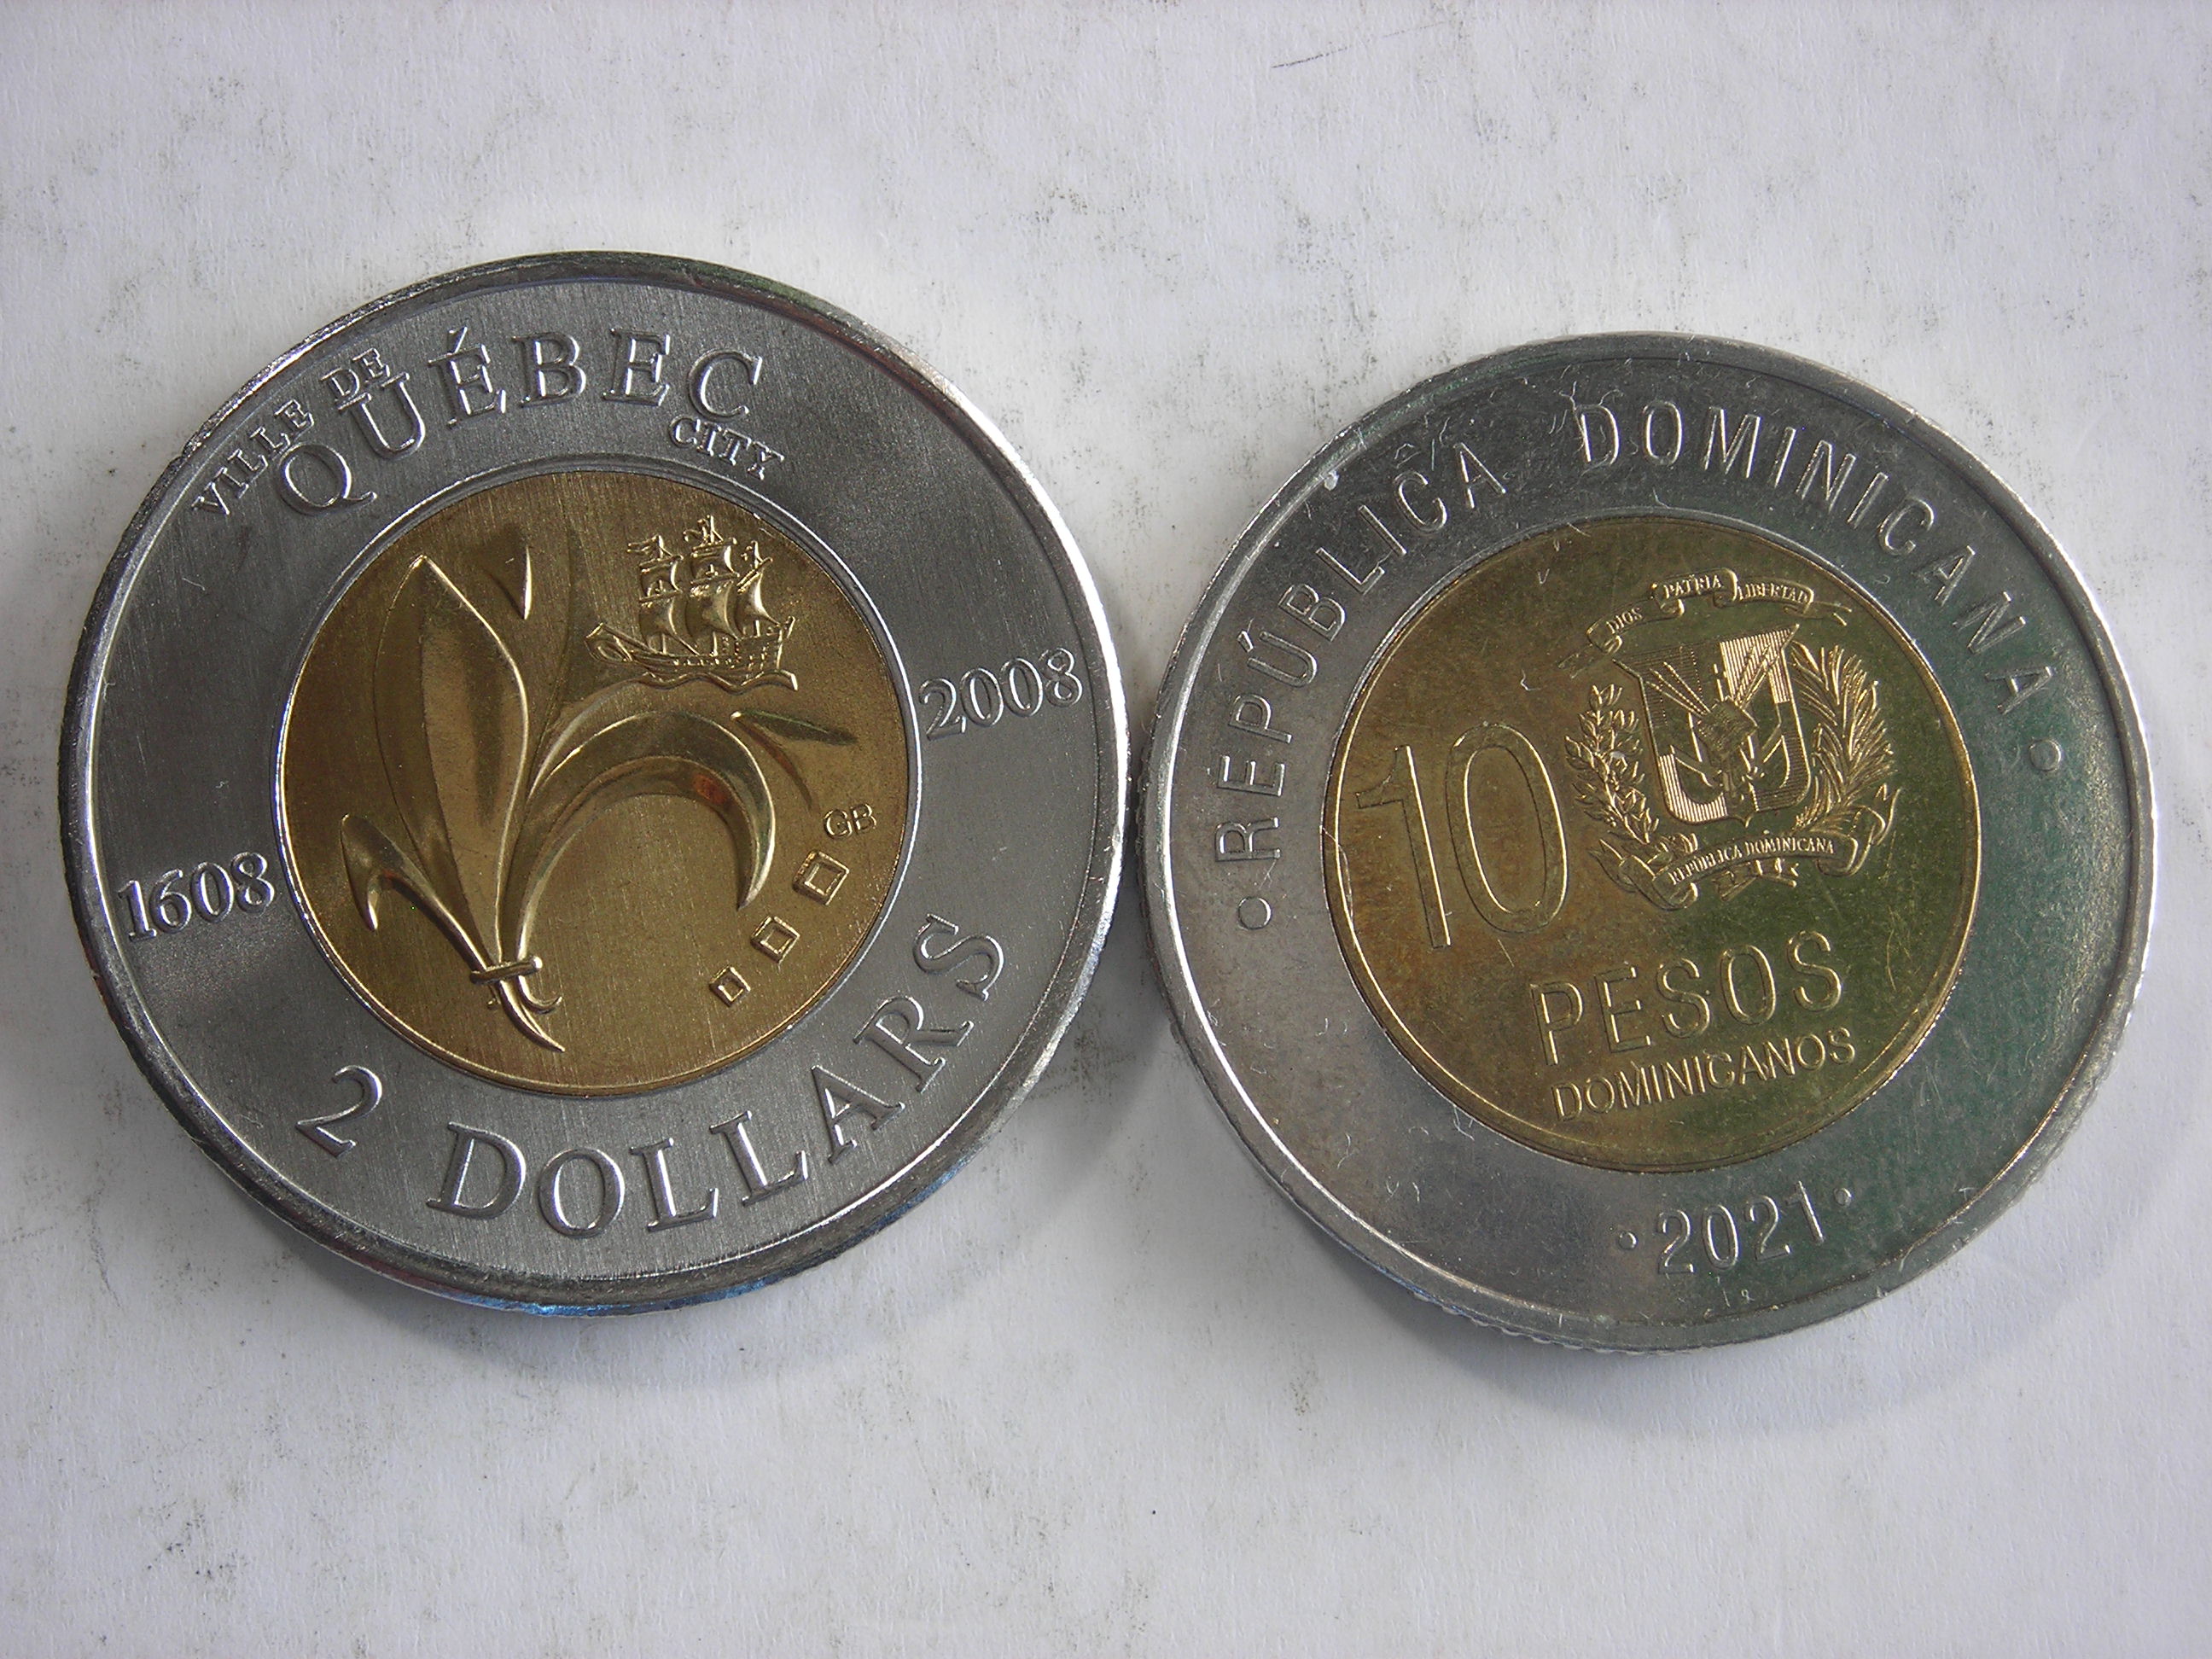 VILLE DE
QUÉBEC
CITY
1608
2008
GB
2 DOLLARS
• REPÚBLICA DOMINICANA •
DIOS PATRIA LIBERTAD
10
REPÚBLICA DOMINICANA
PESOS
DOMINICANOS
• 2021 •